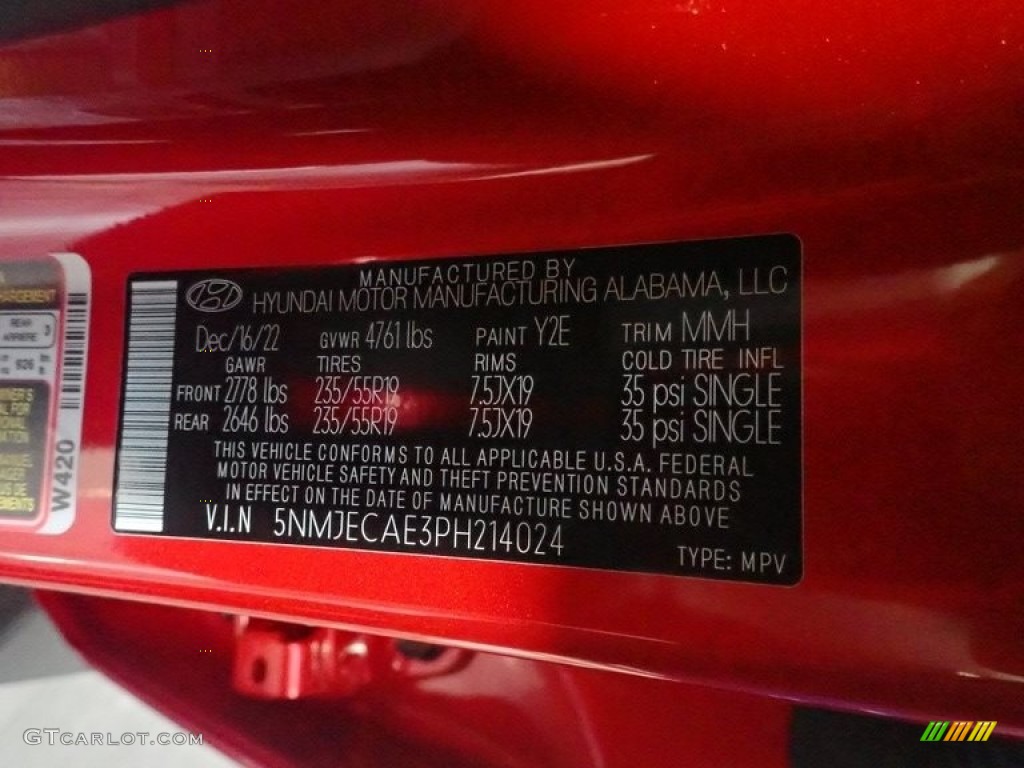 MANUFACTURED BY
HYUNDAI MOTOR MANUFACTURING ALABAMA, LLC
Dec/16/22 GVWR 4761 lbs PAINT Y2E TRIM MMH
GAWR TIRES RIMS COLD TIRE INFL
FRONT 2778 lbs 235/55R19 7.5JX19 35 psi SINGLE
REAR 2646 lbs 235/55R19 7.5JX19 35 psi SINGLE
THIS VEHICLE CONFORMS TO ALL APPLICABLE U.S.A. FEDERAL
MOTOR VEHICLE SAFETY AND THEFT PREVENTION STANDARDS
IN EFFECT ON THE DATE OF MANUFACTURE SHOWN ABOVE
V.I.N 5NMJECAE3PH214024
TYPE: MPV
REAR 3
ARRIERE
W420
GTCARLOT.COM